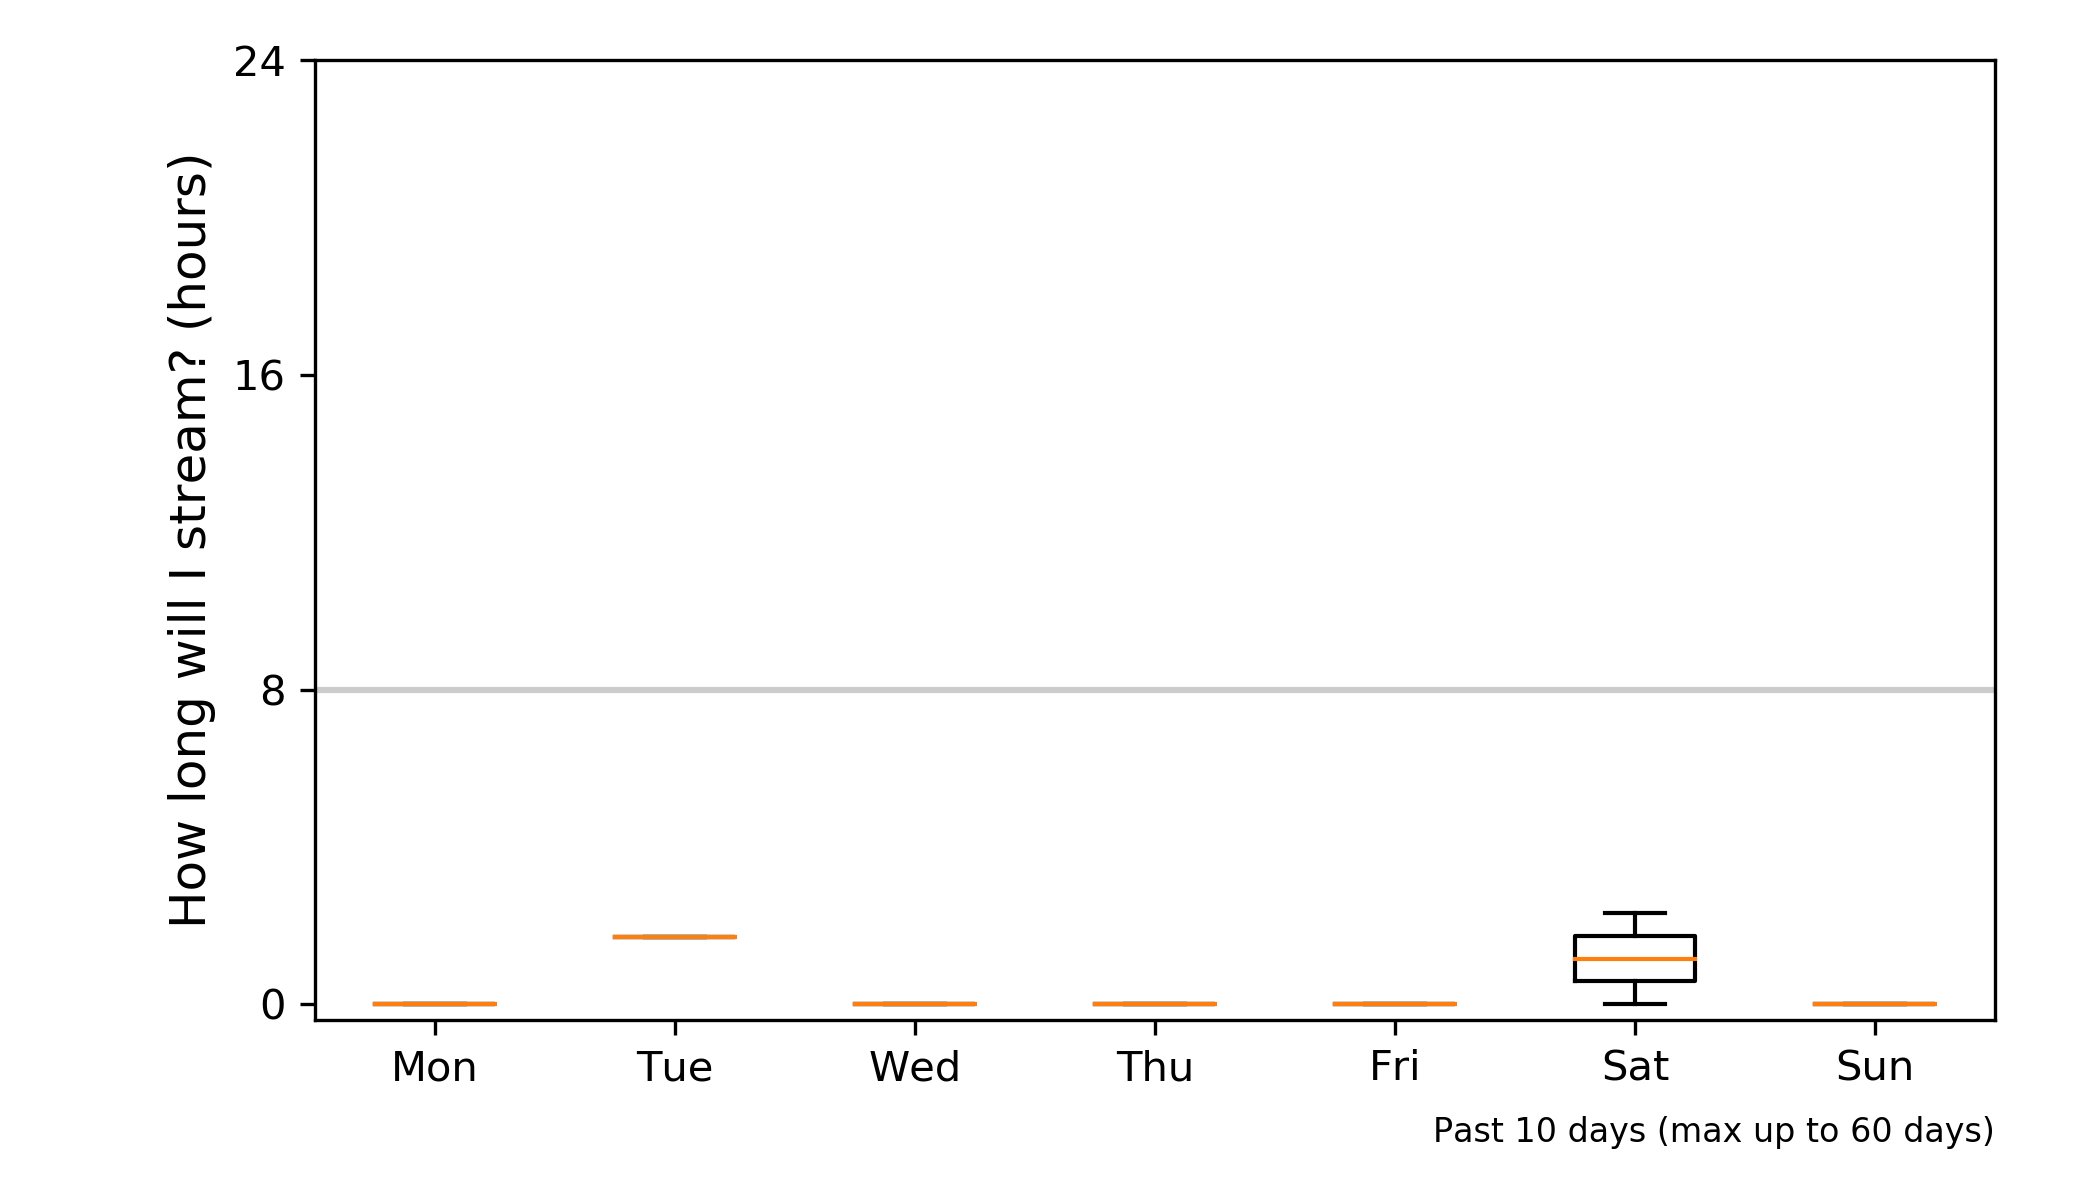 How long will I stream? (hours)
24
16
8
0
Mon Tue Wed Thu Fri Sat Sun
Past 10 days (max up to 60 days)